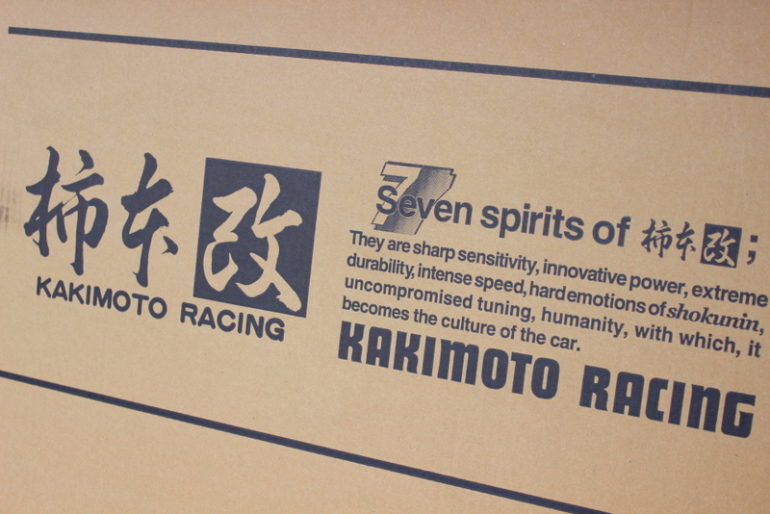 柿本改
KAKIMOTO RACING
7
Seven spirits of 柿本改;
They are sharp sensitivity, innovative power, extreme
durability, intense speed, hard emotions of shokunin,
uncompromised tuning, humanity, with which, it
becomes the culture of the car.
KAKIMOTO RACING